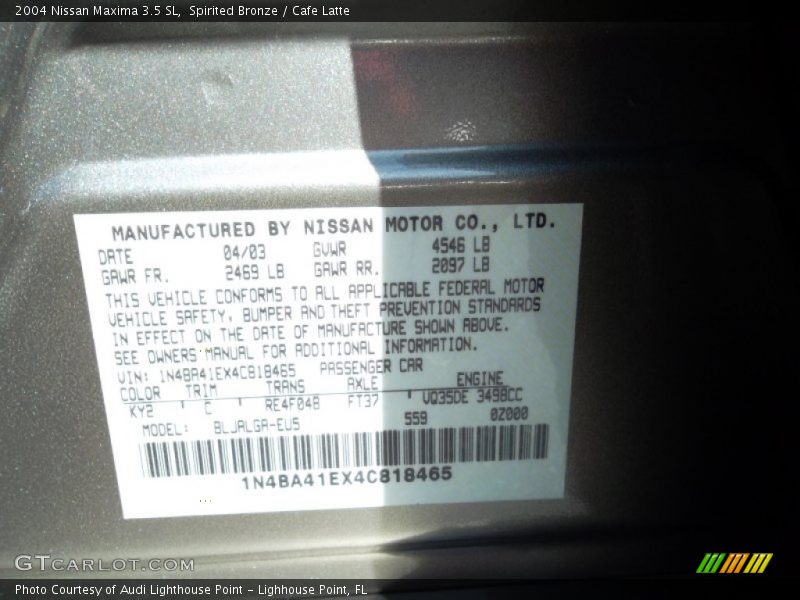 2004 Nissan Maxima 3.5 SL, Spirited Bronze / Cafe Latte
MANUFACTURED BY NISSAN MOTOR CO., LTD.
DATE 04/03 GVWR 4546 LB
GAWR FR. 2469 LB GAWR RR. 2097 LB
THIS VEHICLE CONFORMS TO ALL APPLICABLE FEDERAL MOTOR
VEHICLE SAFETY, BUMPER AND THEFT PREVENTION STANDARDS
IN EFFECT ON THE DATE OF MANUFACTURE SHOWN ABOVE.
SEE OWNERS MANUAL FOR ADDITIONAL INFORMATION.
VIN: 1N4BA41EX4C818465 PASSENGER CAR
COLOR TRIM TRANS AXLE ENGINE
KY2 C RE4F04B FT37 VQ35DE 3498CC
559 0Z000
MODEL: BLJALGA-EUS
1N4BA41EX4C818465
GTCARLOT.COM
Photo Courtesy of Audi Lighthouse Point - Lighhouse Point, FL